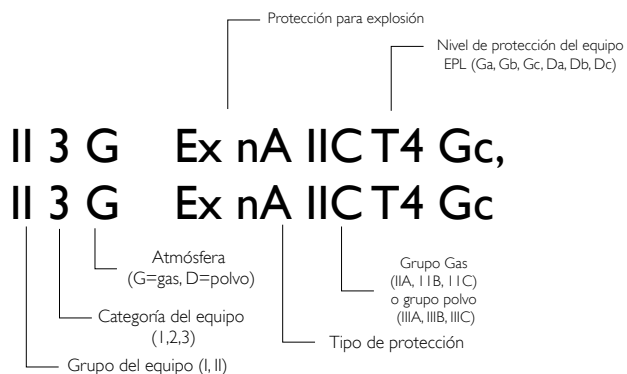 Protección para explosión
Nivel de protección del equipo
EPL (Ga, Gb, Gc, Da, Db, Dc)
II 3 G Ex nA IIC T4 Gc,
II 3 G Ex nA IIC T4 Gc
Atmósfera
(G=gas, D=polvo)
Categoría del equipo
(1,2,3)
Grupo del equipo (I, II)
Grupo Gas
(IIA, 11B, 11C)
o grupo polvo
(IIIA, IIIB, IIIC)
Tipo de protección